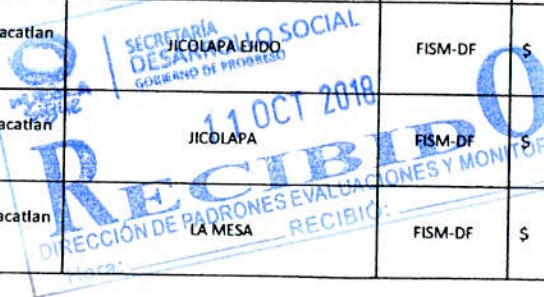 acatlan JICOLAPA EJIDO FISM-DF $
SECRETARÍA
DESARROLLO SOCIAL
GOBIERNO DE PROGRESO
11 OCT 2018
acatlan JICOLAPA FISM-DF $
RECIBIDO
DIRECCIÓN DE PADRONES EVALUACIONES Y MONITOR
acatlan LA MESA FISM-DF $
RECIBIÓ:
Hora: